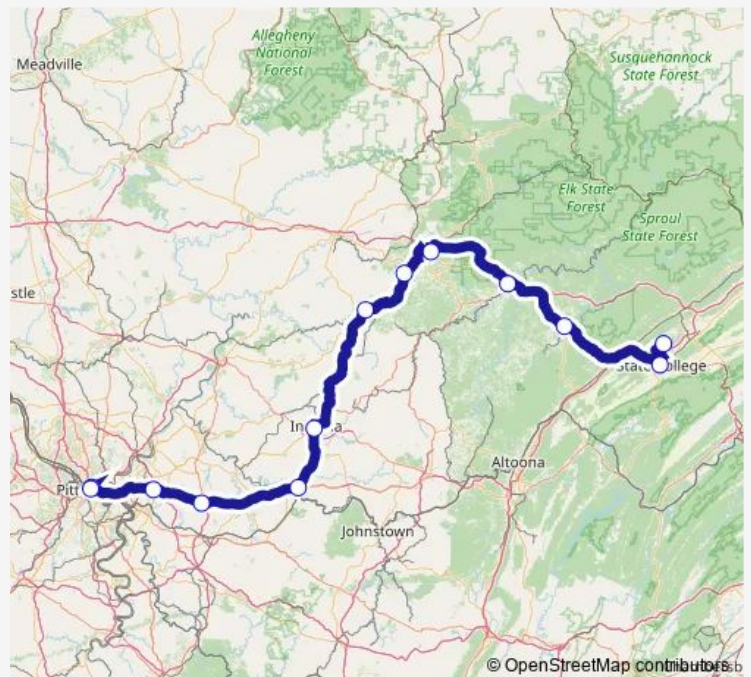 Allegheny
National
Forest
Meadville
Susquehannock
State Forest
Elk State
Forest
Sproul
State Forest
stle
State College
In a
Altoona
Pitt
Johnstown
© OpenStreetMap contributors